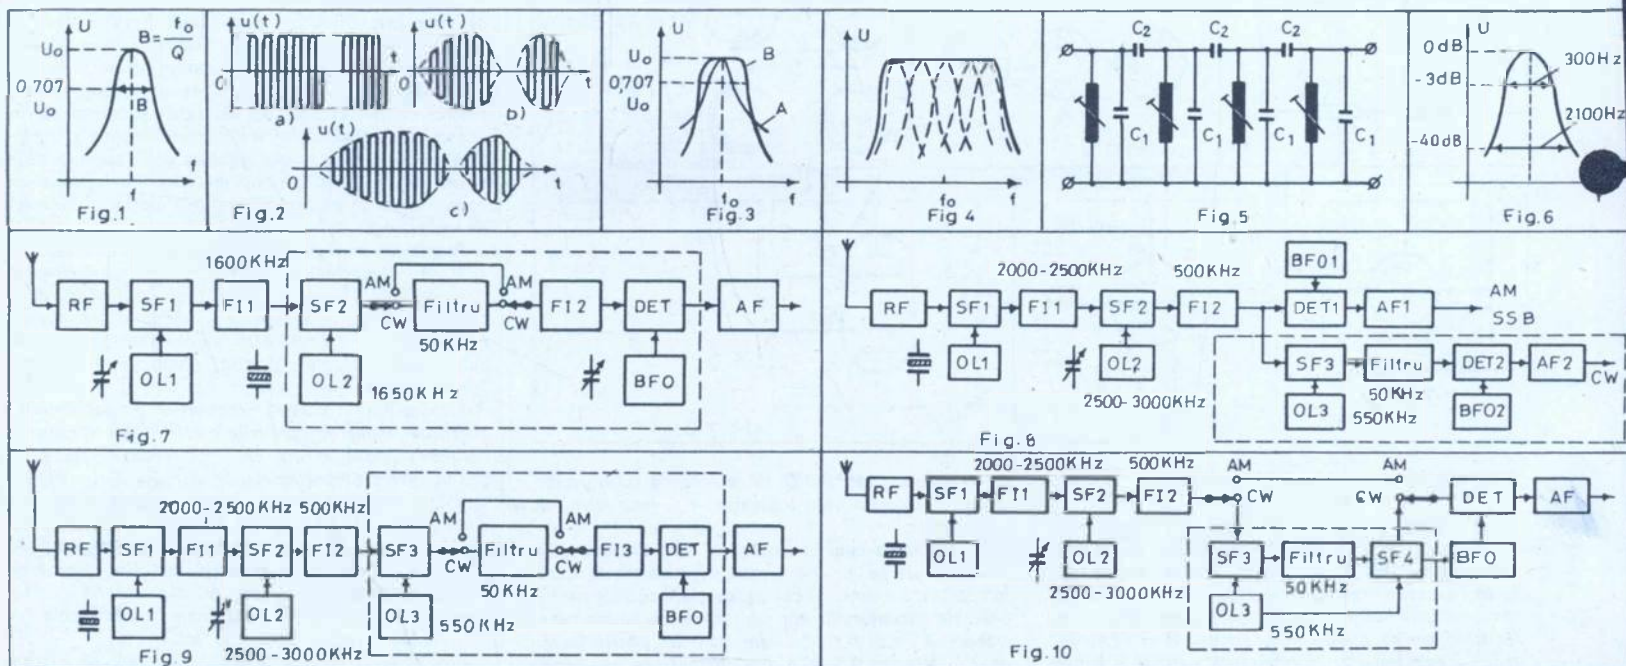 U
U₀
0,707
U₀
B = f₀/Q
B
f
f
Fig.1
u(t)
0
t
a)
u(t)
0
t
b)
u(t)
0
t
c)
Fig.2
U
U₀
0,707
U₀
B
A
f₀
f
Fig.3
U
f₀
f
Fig 4
C₂ C₂ C₂
C₁ C₁ C₁ C₁
Fig.5
U
0dB
-3dB
-40dB
300Hz
2100Hz
f
Fig.6
1600KHz
AM AM
RF SF1 FI1 SF2 Filtru FI2 DET AF
CW CW
50KHz
OL1 OL2 BFO
1650KHz
Fig.7
BFO1
2000-2500KHz 500KHz
RF SF1 FI1 SF2 FI2 DET1 AF1
AM
SSB
OL1 OL2
2500-3000KHz
SF3 Filtru DET2 AF2
CW
50KHz
OL3 550KHz BFO2
Fig.8
2000-2500KHz 500KHz
AM AM
RF SF1 FI1 SF2 FI2 SF3 Filtru FI3 DET AF
CW CW
50KHz
OL1 OL2 OL3 550KHz BFO
2500-3000KHz
Fig.9
2000-2500KHz 500KHz
AM AM
RF SF1 FI1 SF2 FI2 CW CW DET AF
OL1 OL2
2500-3000KHz
SF3 Filtru SF4 BFO
50KHz
OL3
550KHz
Fig.10